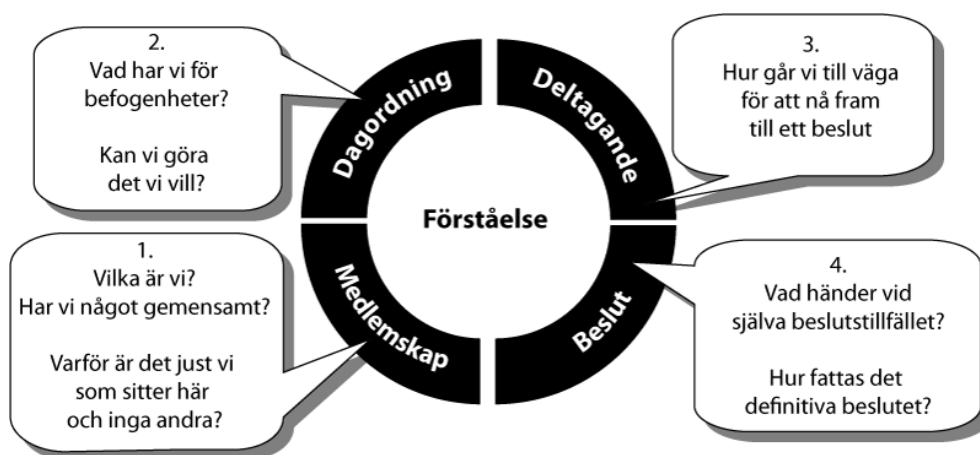 2.
Vad har vi för
befogenheter?
Kan vi göra
det vi vill?
Dagordning
Deltagande
3.
Hur går vi till väga
för att nå fram
till ett beslut
Förståelse
1.
Vilka är vi?
Har vi något gemensamt?
Varför är det just vi
som sitter här
och inga andra?
Medlemskap
Beslut
4.
Vad händer vid
själva beslutstillfället?
Hur fattas det
definitiva beslutet?